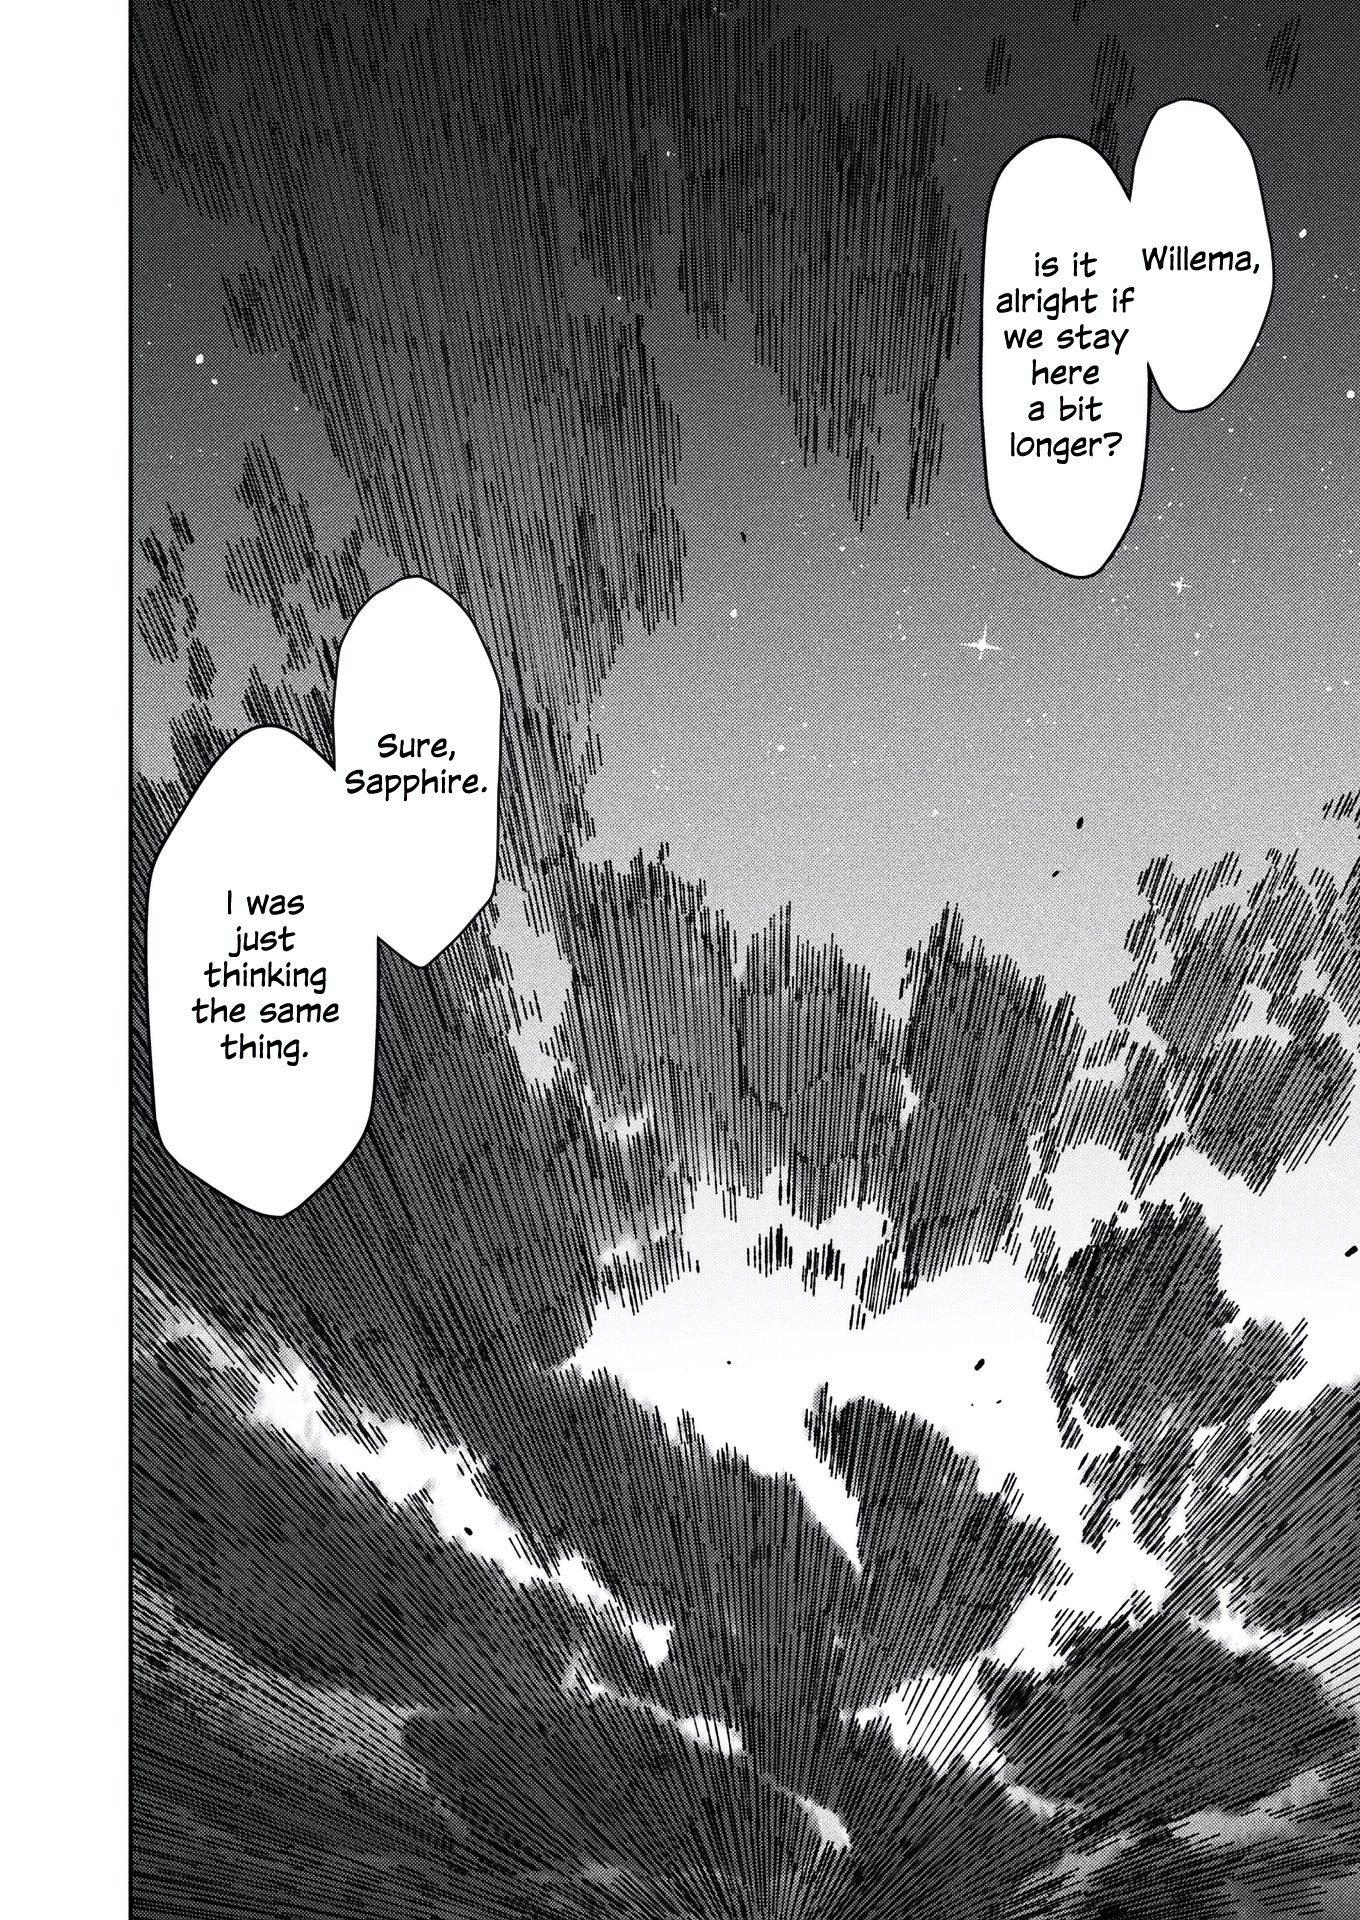 Willema,
is it
alright if
we stay
here
a bit
longer?
Sure,
Sapphire.
I was
just
thinking
the same
thing.